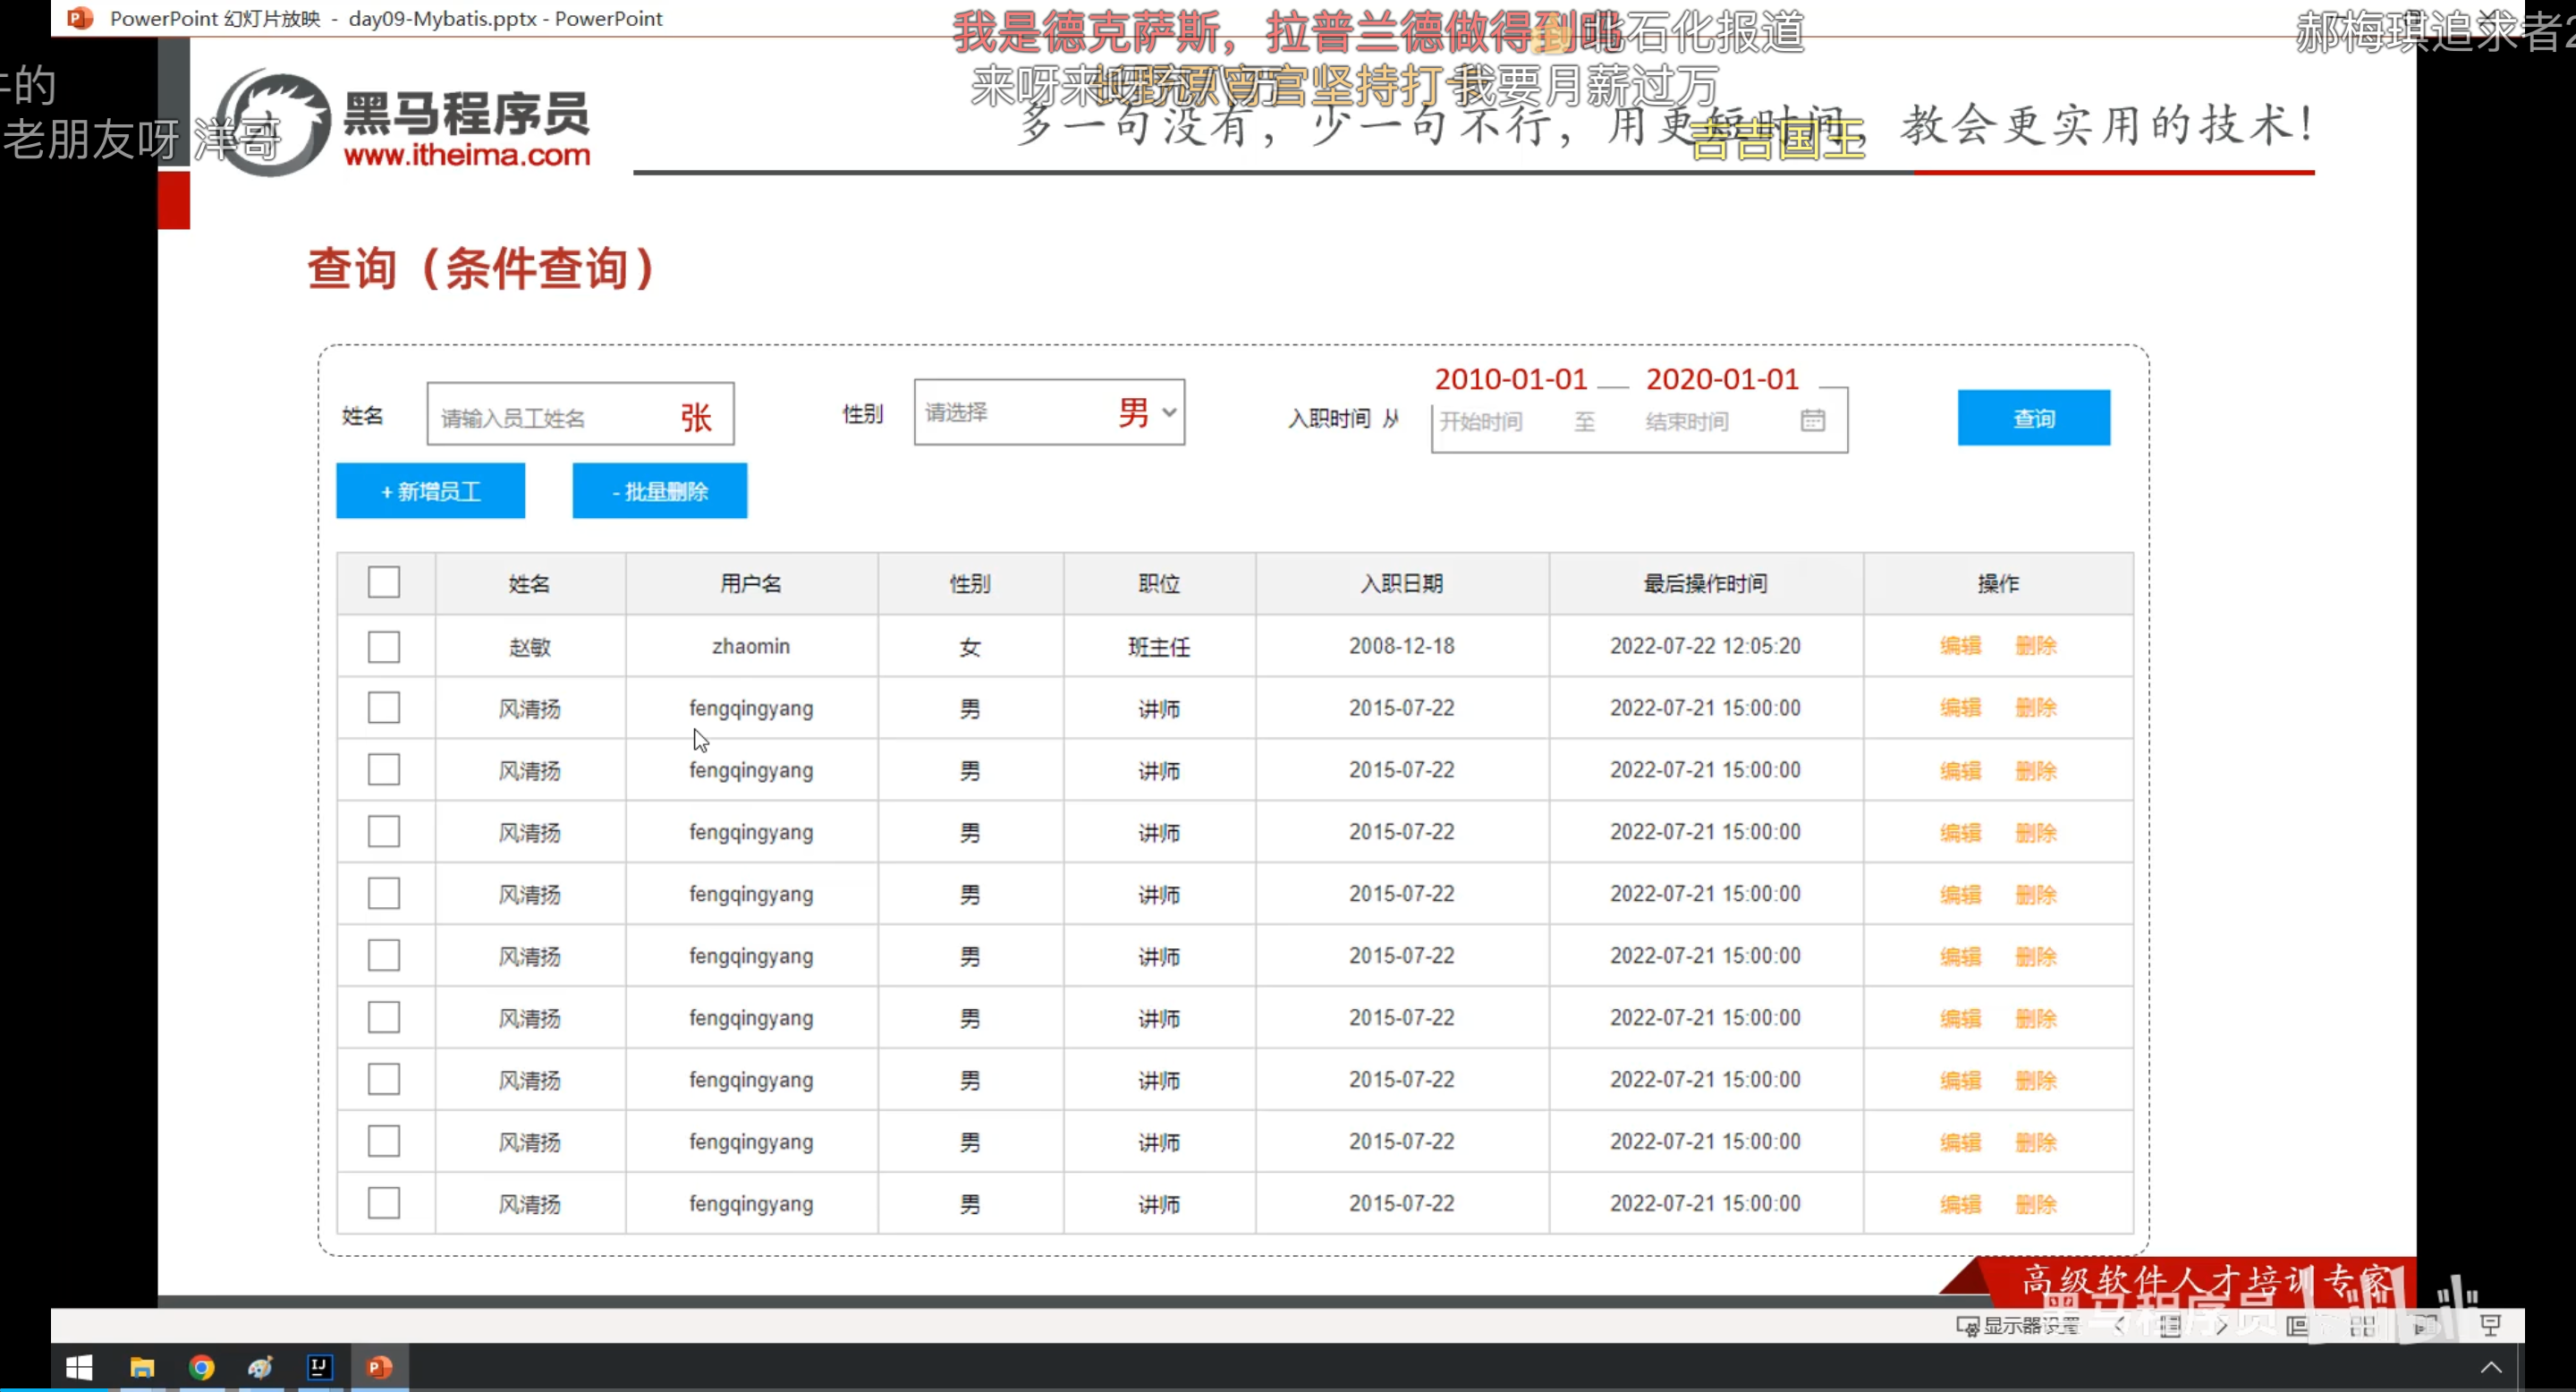 PowerPoint 幻灯片放映 - day09-Mybatis.pptx - PowerPoint
我是德克萨斯，拉普兰德做得到吗
北石化报道
郝梅琪追求者2
件的
来呀来呀
坚持打卡
我要月薪过万
老朋友呀 洋哥
黑马程序员
www.itheima.com
多一句没有，少一句不行，用更短时间，教会更实用的技术！
吉吉国王
查询（条件查询）
2010-01-01 2020-01-01
姓名 请输入员工姓名 张 性别 请选择 男 入职时间 从 开始时间 至 结束时间 查询
+ 新增员工 - 批量删除
姓名 用户名 性别 职位 入职日期 最后操作时间 操作
赵敏 zhaomin 女 班主任 2008-12-18 2022-07-22 12:05:20 编辑 删除
风清扬 fengqingyang 男 讲师 2015-07-22 2022-07-21 15:00:00 编辑 删除
风清扬 fengqingyang 男 讲师 2015-07-22 2022-07-21 15:00:00 编辑 删除
风清扬 fengqingyang 男 讲师 2015-07-22 2022-07-21 15:00:00 编辑 删除
风清扬 fengqingyang 男 讲师 2015-07-22 2022-07-21 15:00:00 编辑 删除
风清扬 fengqingyang 男 讲师 2015-07-22 2022-07-21 15:00:00 编辑 删除
风清扬 fengqingyang 男 讲师 2015-07-22 2022-07-21 15:00:00 编辑 删除
风清扬 fengqingyang 男 讲师 2015-07-22 2022-07-21 15:00:00 编辑 删除
风清扬 fengqingyang 男 讲师 2015-07-22 2022-07-21 15:00:00 编辑 删除
风清扬 fengqingyang 男 讲师 2015-07-22 2022-07-21 15:00:00 编辑 删除
高级软件人才培训专家
黑马程序员 bilibili
显示器设置